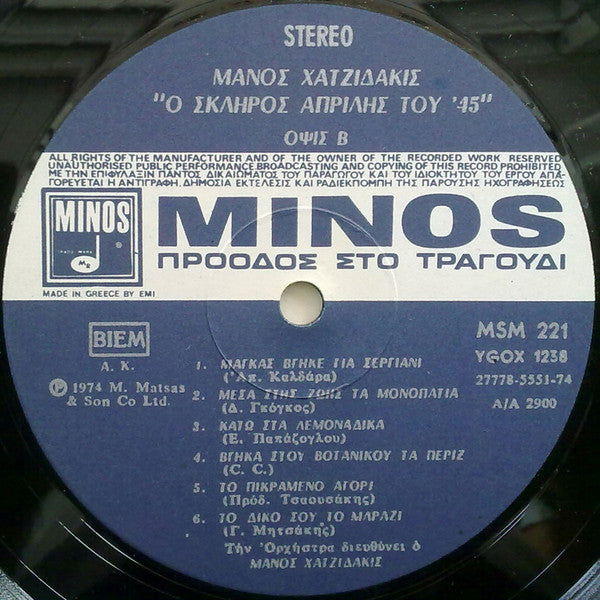 STEREO
ΜΑΝΟΣ ΧΑΤΖΙΔΑΚΙΣ
"Ο ΣΚΛΗΡΟΣ ΑΠΡΙΛΗΣ ΤΟΥ '45"
ΟΨΙΣ Β
ALL RIGHTS OF THE MANUFACTURER AND OF THE OWNER OF THE RECORDED WORK RESERVED
UNAUTHORISED PUBLIC PERFORMANCE BROADCASTING AND COPYING OF THIS RECORD PROHIBITED
ΜΕ ΤΗΝ ΕΠΙΦΥΛΑΞΙΝ ΠΑΝΤΟΣ ΔΙΚΑΙΩΜΑΤΟΣ ΤΟΥ ΠΑΡΑΓΩΓΟΥ ΚΑΙ ΤΟΥ ΙΔΙΟΚΤΗΤΟΥ ΤΟΥ ΕΡΓΟΥ ΑΠΑ-
ΓΟΡΕΥΕΤΑΙ Η ΑΝΤΙΓΡΑΦΗ. ΔΗΜΟΣΙΑ ΕΚΤΕΛΕΣΙΣ ΚΑΙ ΡΑΔΙΕΚΠΟΜΠΗ ΤΗΣ ΠΑΡΟΥΣΗΣ ΗΧΟΓΡΑΦΗΣΕΩΣ
MINOS
TRADE MARK
MR
®
MINOS
ΠΡΟΟΔΟΣ ΣΤΟ ΤΡΑΓΟΥΔΙ
MADE IN GREECE BY EMI
BIEM
A. K.
℗ 1974 M. Matsas
& Son Co Ltd.
MSM 221
YGOX 1238
27778-5551-74
A/A 2900
1. ΜΑΓΚΑΣ ΒΓΗΚΕ ΓΙΑ ΣΕΡΓΙΑΝΙ
('Απ. Καλδάρα)
2. ΜΕΣΑ ΣΤΗΣ ΖΩΗΣ ΤΑ ΜΟΝΟΠΑΤΙΑ
(Δ. Γκόγκος)
3. ΚΑΤΩ ΣΤΑ ΛΕΜΟΝΑΔΙΚΑ
(Ε. Παπάζογλου)
4. ΒΓΗΚΑ ΣΤΟΥ ΒΟΤΑΝΙΚΟΥ ΤΑ ΠΕΡΙΞ
(C. C.)
5. ΤΟ ΠΙΚΡΑΜΕΝΟ ΑΓΟΡΙ
(Πρόδ. Τσαουσάκης)
6. ΤΟ ΔΙΚΟ ΣΟΥ ΤΟ ΜΑΡΑΖΙ
(Γ. Μητσάκης)
Τήν 'Ορχήστρα διευθύνει ὁ
ΜΑΝΟΣ ΧΑΤΖΙΔΑΚΙΣ